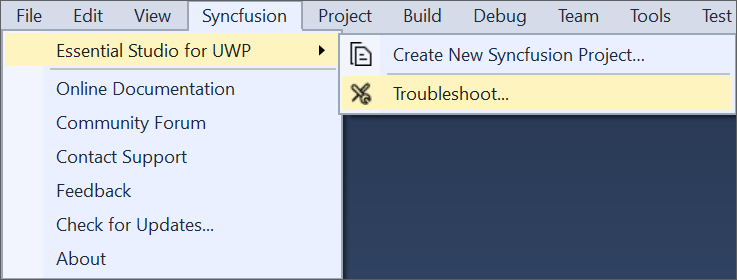 File Edit View Syncfusion Project Build Debug Team Tools Test
Essential Studio for UWP
Create New Syncfusion Project...
Troubleshoot...
Online Documentation
Community Forum
Contact Support
Feedback
Check for Updates...
About